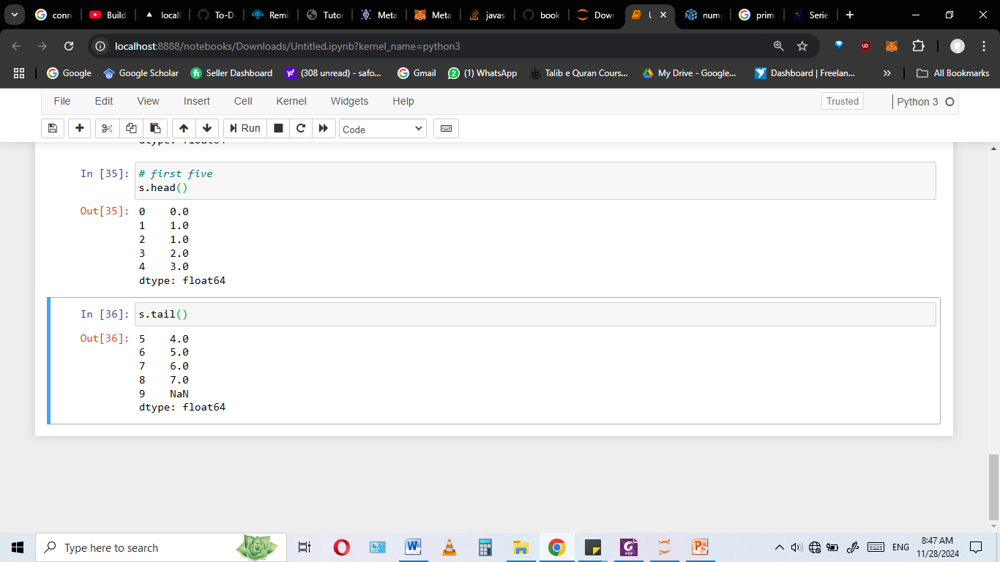 conn
Build
locall
To-D
Remi
Tutor
Meta
Meta
javas
book
Down
U
num
prim
Serie
localhost:8888/notebooks/Downloads/Untitled.ipynb?kernel_name=python3
Google
Google Scholar
Seller Dashboard
(308 unread) - safo...
Gmail
(1) WhatsApp
Talib e Quran Cours...
My Drive - Google...
Dashboard | Freelan...
All Bookmarks
File Edit View Insert Cell Kernel Widgets Help
Trusted
Python 3
Run
Code
In [35]: # first five
s.head()
Out[35]: 0 0.0
1 1.0
2 1.0
3 2.0
4 3.0
dtype: float64
In [36]: s.tail()
Out[36]: 5 4.0
6 5.0
7 6.0
8 7.0
9 NaN
dtype: float64
Type here to search
ENG
8:47 AM
11/28/2024